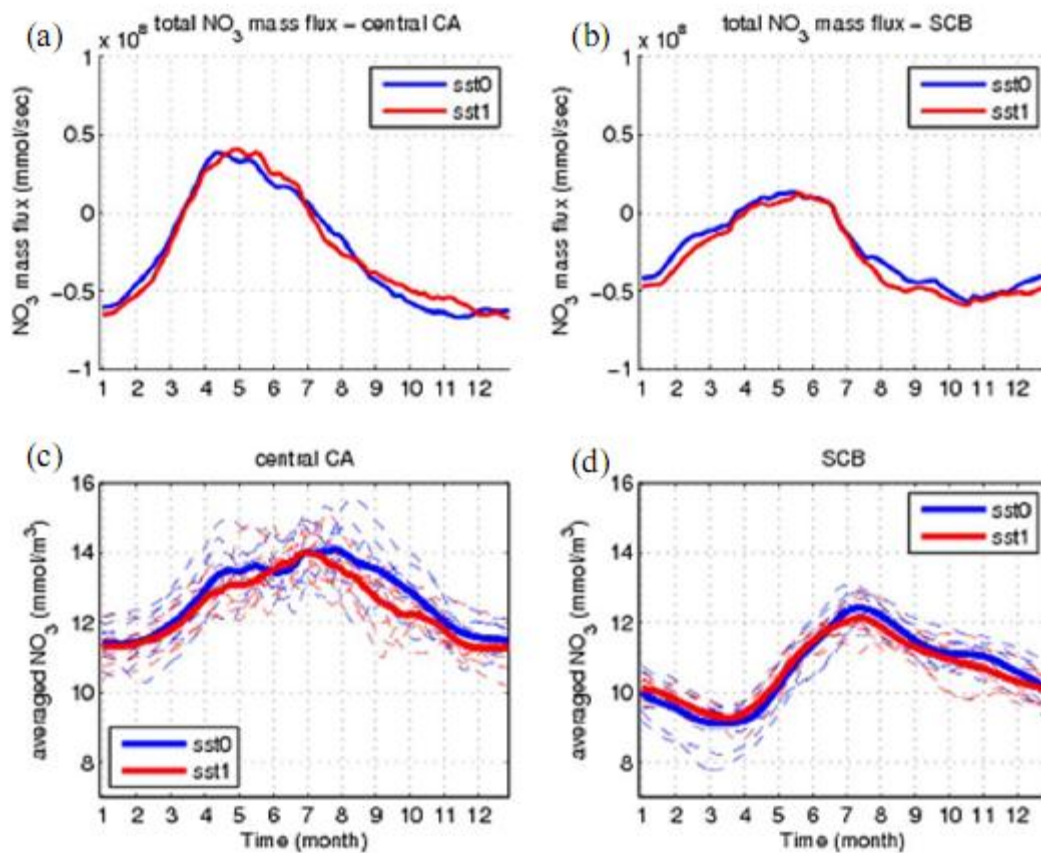 (a)
total NO3 mass flux – central CA
x 10^8
1
0.5
0
−0.5
−1
NO3 mass flux (mmol/sec)
sst0
sst1
1 2 3 4 5 6 7 8 9 10 11 12
(b)
total NO3 mass flux – SCB
x 10^8
1
0.5
0
−0.5
−1
NO3 mass flux (mmol/sec)
sst0
sst1
1 2 3 4 5 6 7 8 9 10 11 12
(c)
central CA
16
14
12
10
8
averaged NO3 (mmol/m3)
sst0
sst1
1 2 3 4 5 6 7 8 9 10 11 12
Time (month)
(d)
SCB
16
14
12
10
8
averaged NO3 (mmol/m3)
sst0
sst1
1 2 3 4 5 6 7 8 9 10 11 12
Time (month)